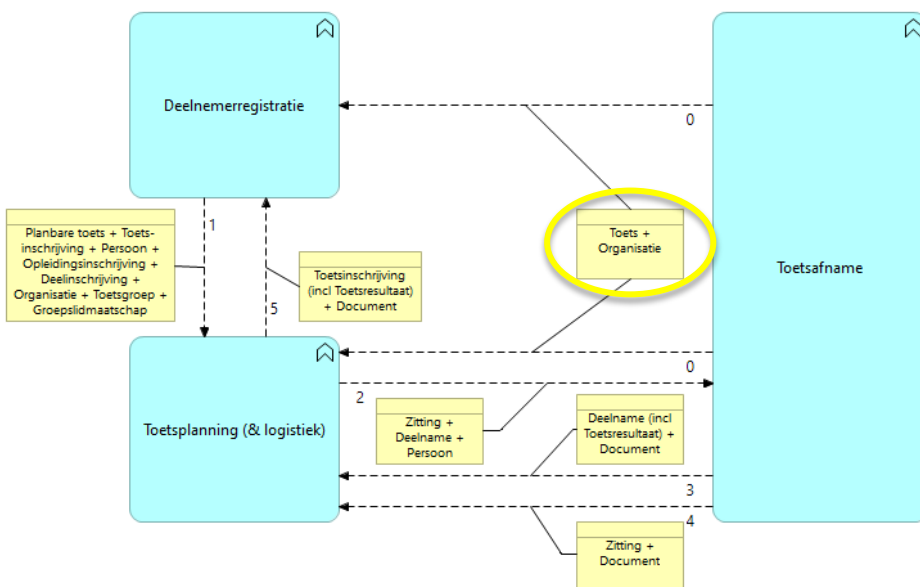 Deelnemerregistratie
0
Toets +
Organisatie
Toetsafname
1
Planbare toets + Toets-
inschrijving + Persoon +
Opleidingsinschrijving +
Deelinschrijving +
Organisatie + Toetsgroep +
Groepslidmaatschap
Toetsinschrijving
(incl Toetsresultaat)
+ Document
5
0
Toetsplanning (& logistiek)
2
Zitting +
Deelname +
Persoon
Deelname (incl
Toetsresultaat) +
Document
3
4
Zitting +
Document